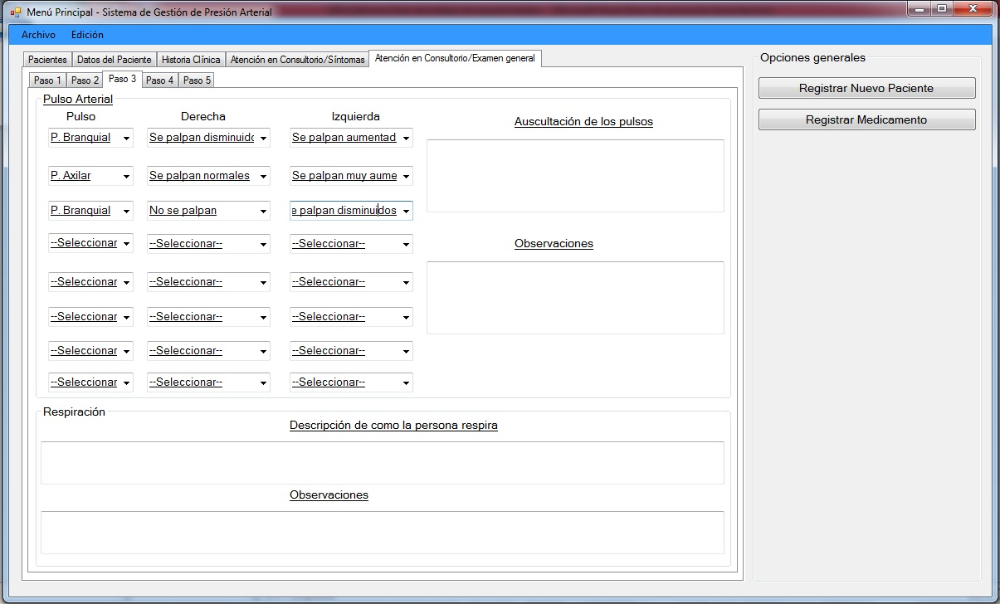 Menú Principal - Sistema de Gestión de Presión Arterial
Archivo Edición
Pacientes Datos del Paciente Historia Clínica Atención en Consultorio/Síntomas Atención en Consultorio/Examen general
Paso 1 Paso 2 Paso 3 Paso 4 Paso 5
Pulso Arterial
Pulso Derecha Izquierda
P. Branquial Se palpan disminuido Se palpan aumentad
P. Axilar Se palpan normales Se palpan muy aume
P. Branquial No se palpan e palpan disminuidos
--Seleccionar --Seleccionar-- --Seleccionar--
--Seleccionar --Seleccionar-- --Seleccionar--
--Seleccionar --Seleccionar-- --Seleccionar--
--Seleccionar --Seleccionar-- --Seleccionar--
--Seleccionar --Seleccionar-- --Seleccionar--
Auscultación de los pulsos
Observaciones
Respiración
Descripción de como la persona respira
Observaciones
Opciones generales
Registrar Nuevo Paciente
Registrar Medicamento